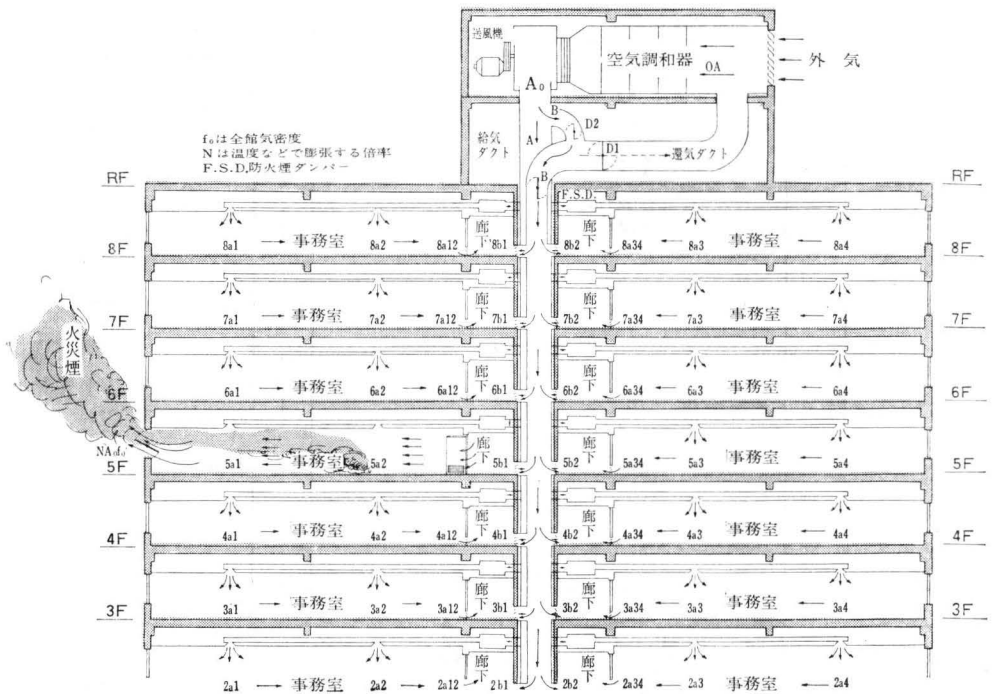 送風機
空気調和器
OA
外気
A₀
B
D2
A
給気
ダクト
D1
還気ダクト
B
f₀は全館気密度
Nは温度などで膨張する倍率
F.S.D.防火煙ダンパー
RF
F.S.D.
RF
廊下
廊下
8a1 事務室 8a2 8a12 8b1 8b2 8a34 8a3 事務室 8a4
8F
8F
廊下
廊下
7a1 事務室 7a2 7a12 7b1 7b2 7a34 7a3 事務室 7a4
7F
7F
火災煙
廊下
廊下
6a1 事務室 6a2 6a12 6b1 6b2 6a34 6a3 事務室 6a4
6F
6F
NA₀f₀
廊下
廊下
5a1 事務室 5a2 5b1 5b2 5a34 5a3 事務室 5a4
5F
5F
廊下
廊下
4a1 事務室 4a2 4a12 4b1 4b2 4a34 4a3 事務室 4a4
4F
4F
廊下
廊下
3a1 事務室 3a2 3a12 3b1 3b2 3a34 3a3 事務室 3a4
3F
3F
廊下
廊下
2a1 事務室 2a2 2a12 2b1 2b2 2a34 2a3 事務室 2a4